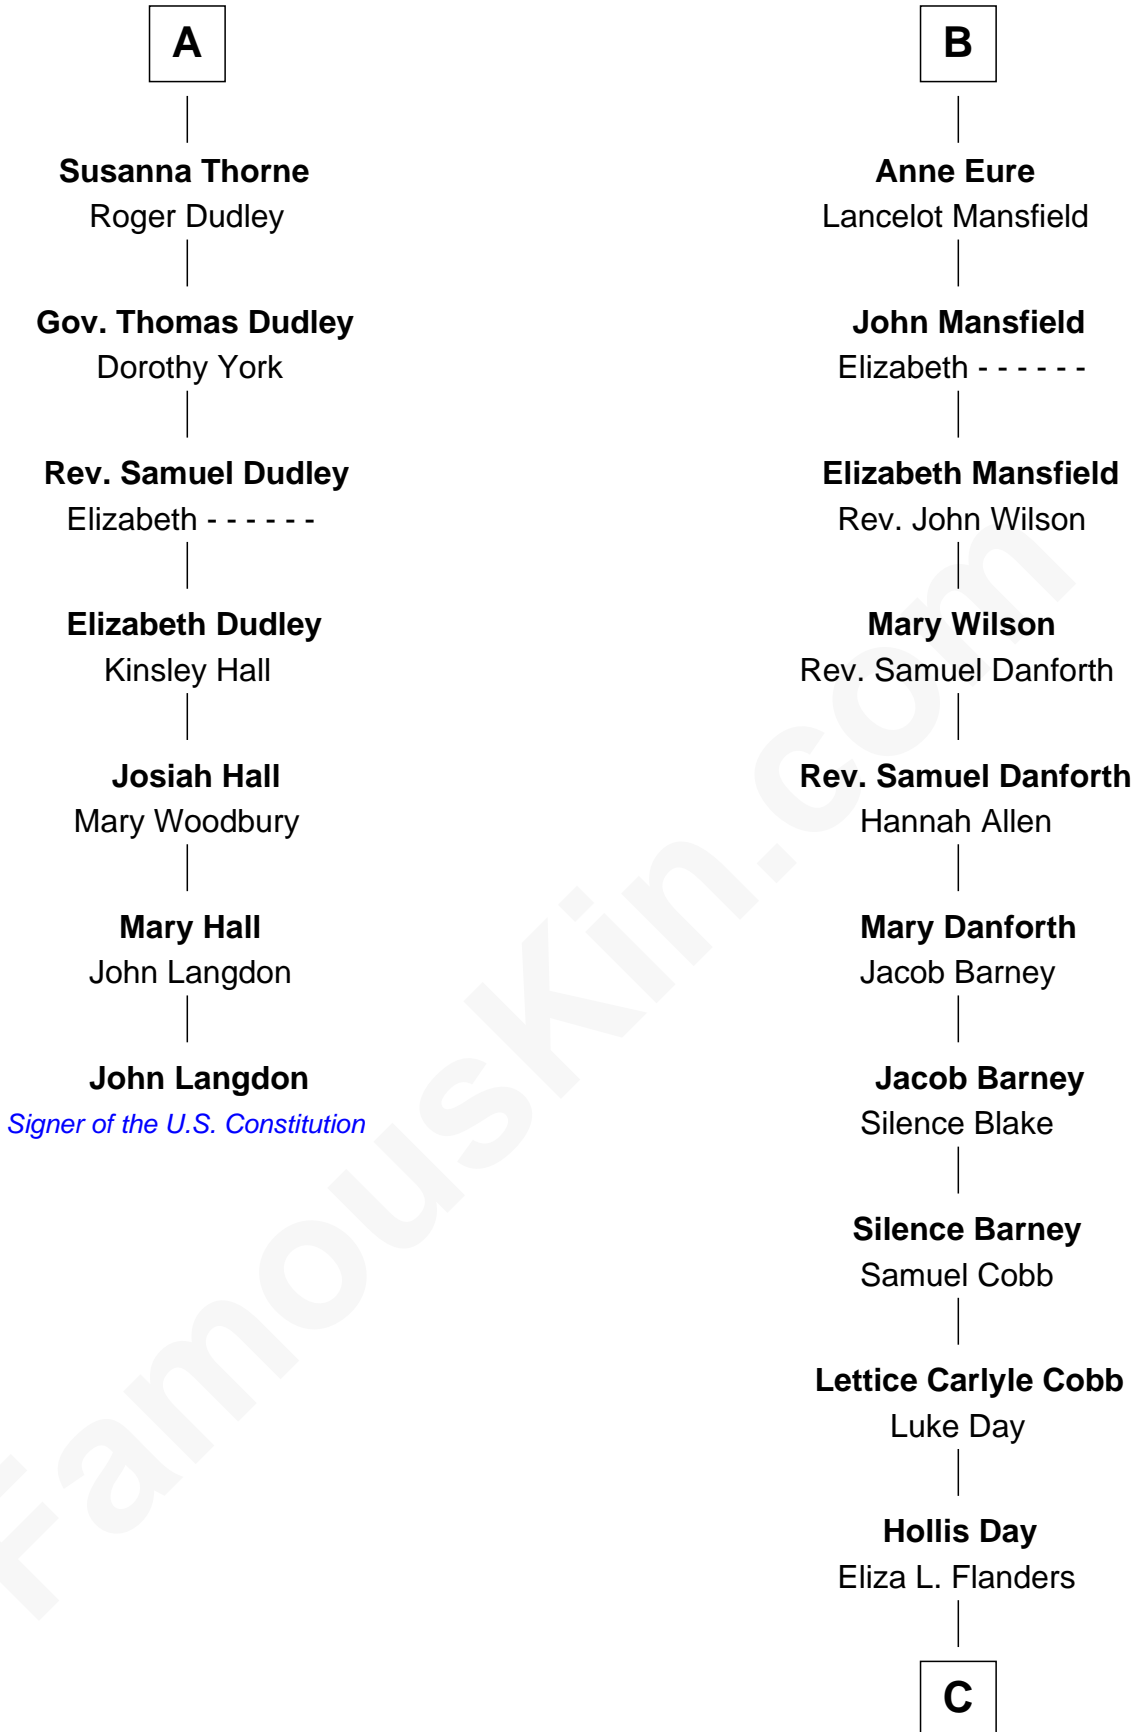 A
Susanna Thorne
Roger Dudley
Gov. Thomas Dudley
Dorothy York
Rev. Samuel Dudley
Elizabeth - - - - - -
Elizabeth Dudley
Kinsley Hall
Josiah Hall
Mary Woodbury
Mary Hall
John Langdon
John Langdon
Signer of the U.S. Constitution
B
Anne Eure
Lancelot Mansfield
John Mansfield
Elizabeth - - - - - -
Elizabeth Mansfield
Rev. John Wilson
Mary Wilson
Rev. Samuel Danforth
Rev. Samuel Danforth
Hannah Allen
Mary Danforth
Jacob Barney
Jacob Barney
Silence Blake
Silence Barney
Samuel Cobb
Lettice Carlyle Cobb
Luke Day
Hollis Day
Eliza L. Flanders
C
FamousKin.com